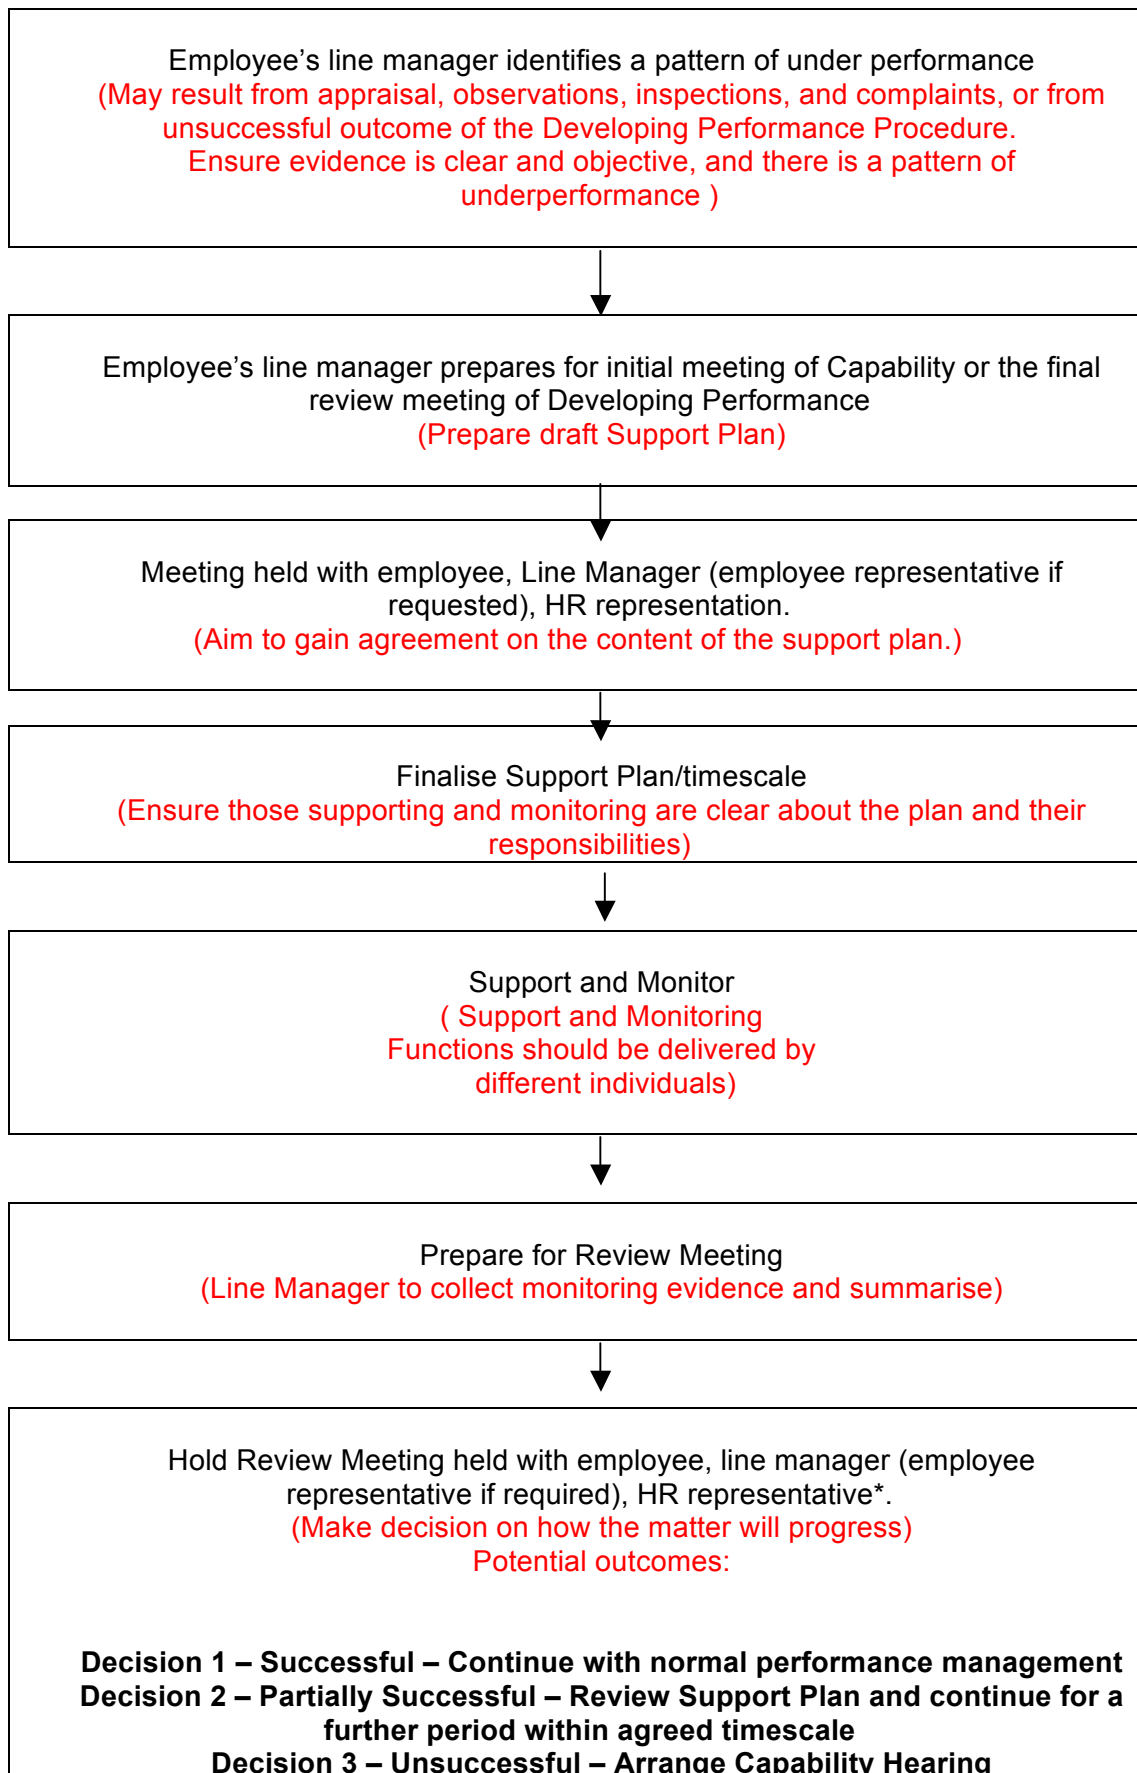 Employee’s line manager identifies a pattern of under performance
(May result from appraisal, observations, inspections, and complaints, or from
unsuccessful outcome of the Developing Performance Procedure.
Ensure evidence is clear and objective, and there is a pattern of
underperformance )
Employee’s line manager prepares for initial meeting of Capability or the final
review meeting of Developing Performance
(Prepare draft Support Plan)
Meeting held with employee, Line Manager (employee representative if
requested), HR representation.
(Aim to gain agreement on the content of the support plan.)
Finalise Support Plan/timescale
(Ensure those supporting and monitoring are clear about the plan and their
responsibilities)
Support and Monitor
( Support and Monitoring
Functions should be delivered by
different individuals)
Prepare for Review Meeting
(Line Manager to collect monitoring evidence and summarise)
Hold Review Meeting held with employee, line manager (employee
representative if required), HR representative*.
(Make decision on how the matter will progress)
Potential outcomes:
Decision 1 – Successful – Continue with normal performance management
Decision 2 – Partially Successful – Review Support Plan and continue for a
further period within agreed timescale
Decision 3 – Unsuccessful – Arrange Capability Hearing